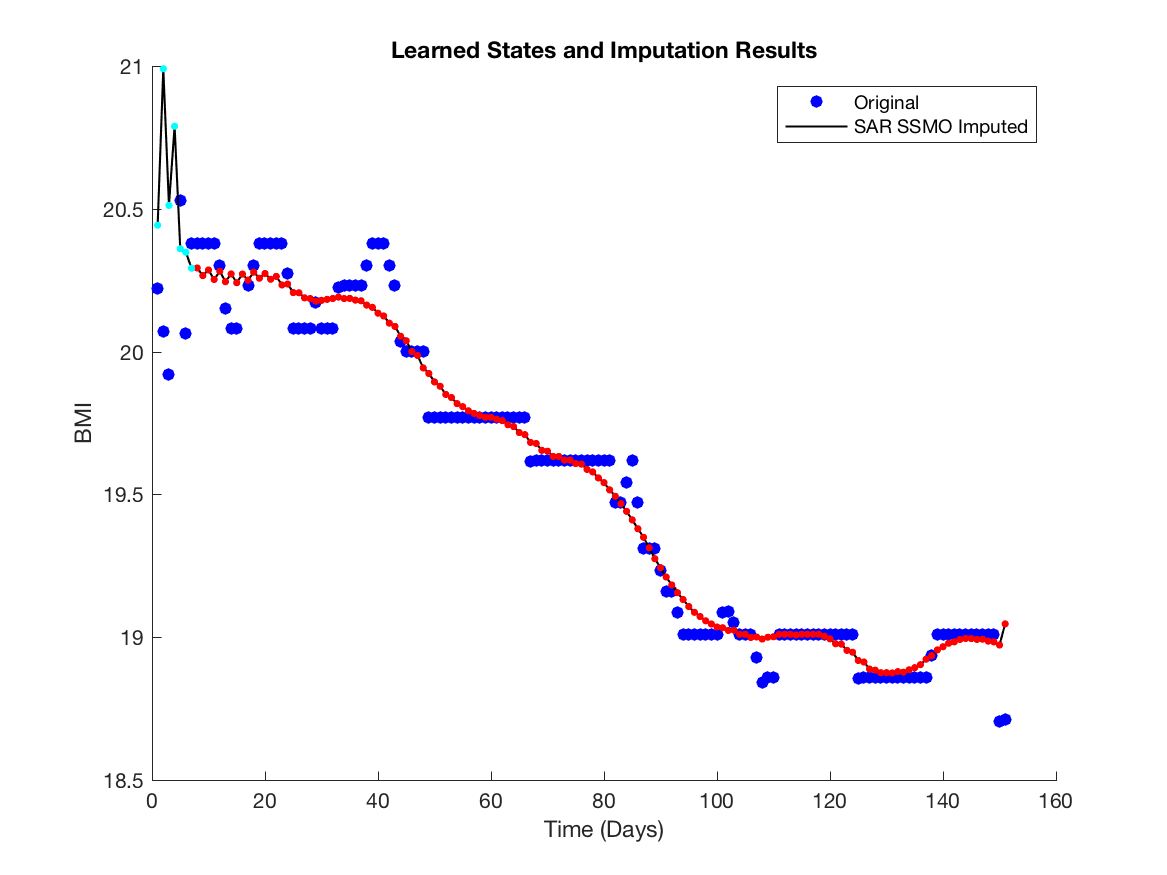 Learned States and Imputation Results
Original
SAR SSMO Imputed
21
20.5
20
19.5
19
18.5
BMI
0 20 40 60 80 100 120 140 160
Time (Days)